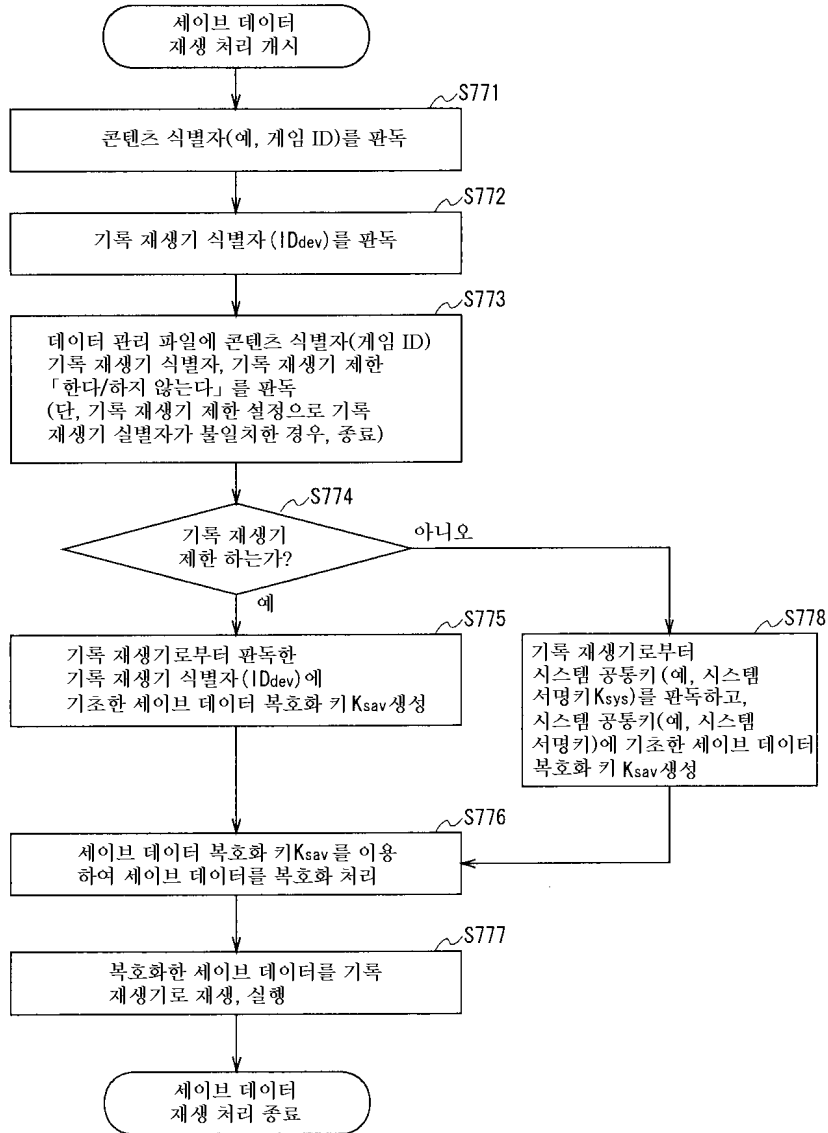 세이브 데이터
재생 처리 개시
S771
콘텐츠 식별자(예, 게임 ID)를 판독
S772
기록 재생기 식별자(IDdev)를 판독
S773
데이터 관리 파일에 콘텐츠 식별자(게임 ID)
기록 재생기 식별자, 기록 재생기 제한
「한다/하지 않는다」를 판독
(단, 기록 재생기 제한 설정으로 기록
재생기 실별자가 불일치한 경우, 종료)
S774
기록 재생기
제한 하는가?
아니오
예
S775
기록 재생기로부터 판독한
기록 재생기 식별자(IDdev)에
기초한 세이브 데이터 복호화 키 Ksav 생성
S778
기록 재생기로부터
시스템 공통키(예, 시스템
서명키Ksys)를 판독하고,
시스템 공통키(예, 시스템
서명키)에 기초한 세이브 데이터
복호화 키 Ksav 생성
S776
세이브 데이터 복호화 키Ksav를 이용
하여 세이브 데이터를 복호화 처리
S777
복호화한 세이브 데이터를 기록
재생기로 재생, 실행
세이브 데이터
재생 처리 종료